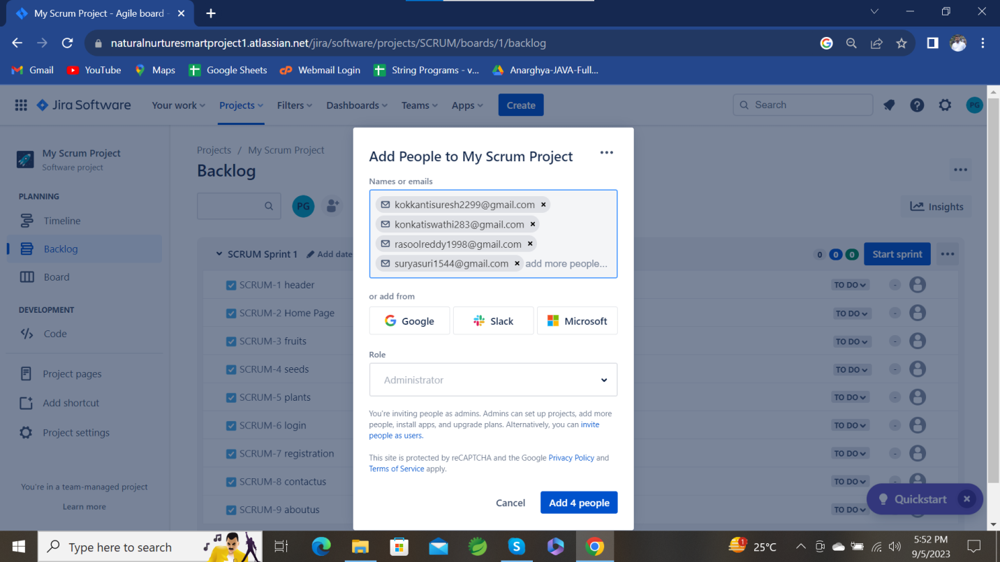 My Scrum Project - Agile board -
naturalnurturesmartproject1.atlassian.net/jira/software/projects/SCRUM/boards/1/backlog
Gmail YouTube Maps Google Sheets Webmail Login String Programs - v... Anarghya-JAVA-Full...
Jira Software Your work Projects Filters Dashboards Teams Apps Create Search PG
My Scrum Project
Software project
PLANNING
Timeline
Backlog
Board
DEVELOPMENT
Code
Project pages
Add shortcut
Project settings
You're in a team-managed project
Learn more
Projects / My Scrum Project
Backlog
PG
Insights
SCRUM Sprint 1 Add date
0 0 0 Start sprint
SCRUM-1 header TO DO -
SCRUM-2 Home Page TO DO -
SCRUM-3 fruits TO DO -
SCRUM-4 seeds TO DO -
SCRUM-5 plants TO DO -
SCRUM-6 login TO DO -
SCRUM-7 registration TO DO -
SCRUM-8 contactus TO DO -
SCRUM-9 aboutus TO DO
Add People to My Scrum Project
Names or emails
kokkantisuresh2299@gmail.com
konkatiswathi283@gmail.com
rasoolreddy1998@gmail.com
suryasuri1544@gmail.com add more people...
or add from
Google Slack Microsoft
Role
Administrator
You're inviting people as admins. Admins can set up projects, add more
people, install apps, and upgrade plans. Alternatively, you can invite
people as users.
This site is protected by reCAPTCHA and the Google Privacy Policy and
Terms of Service apply.
Cancel Add 4 people
Quickstart
Type here to search
1 25°C
5:52 PM
9/5/2023